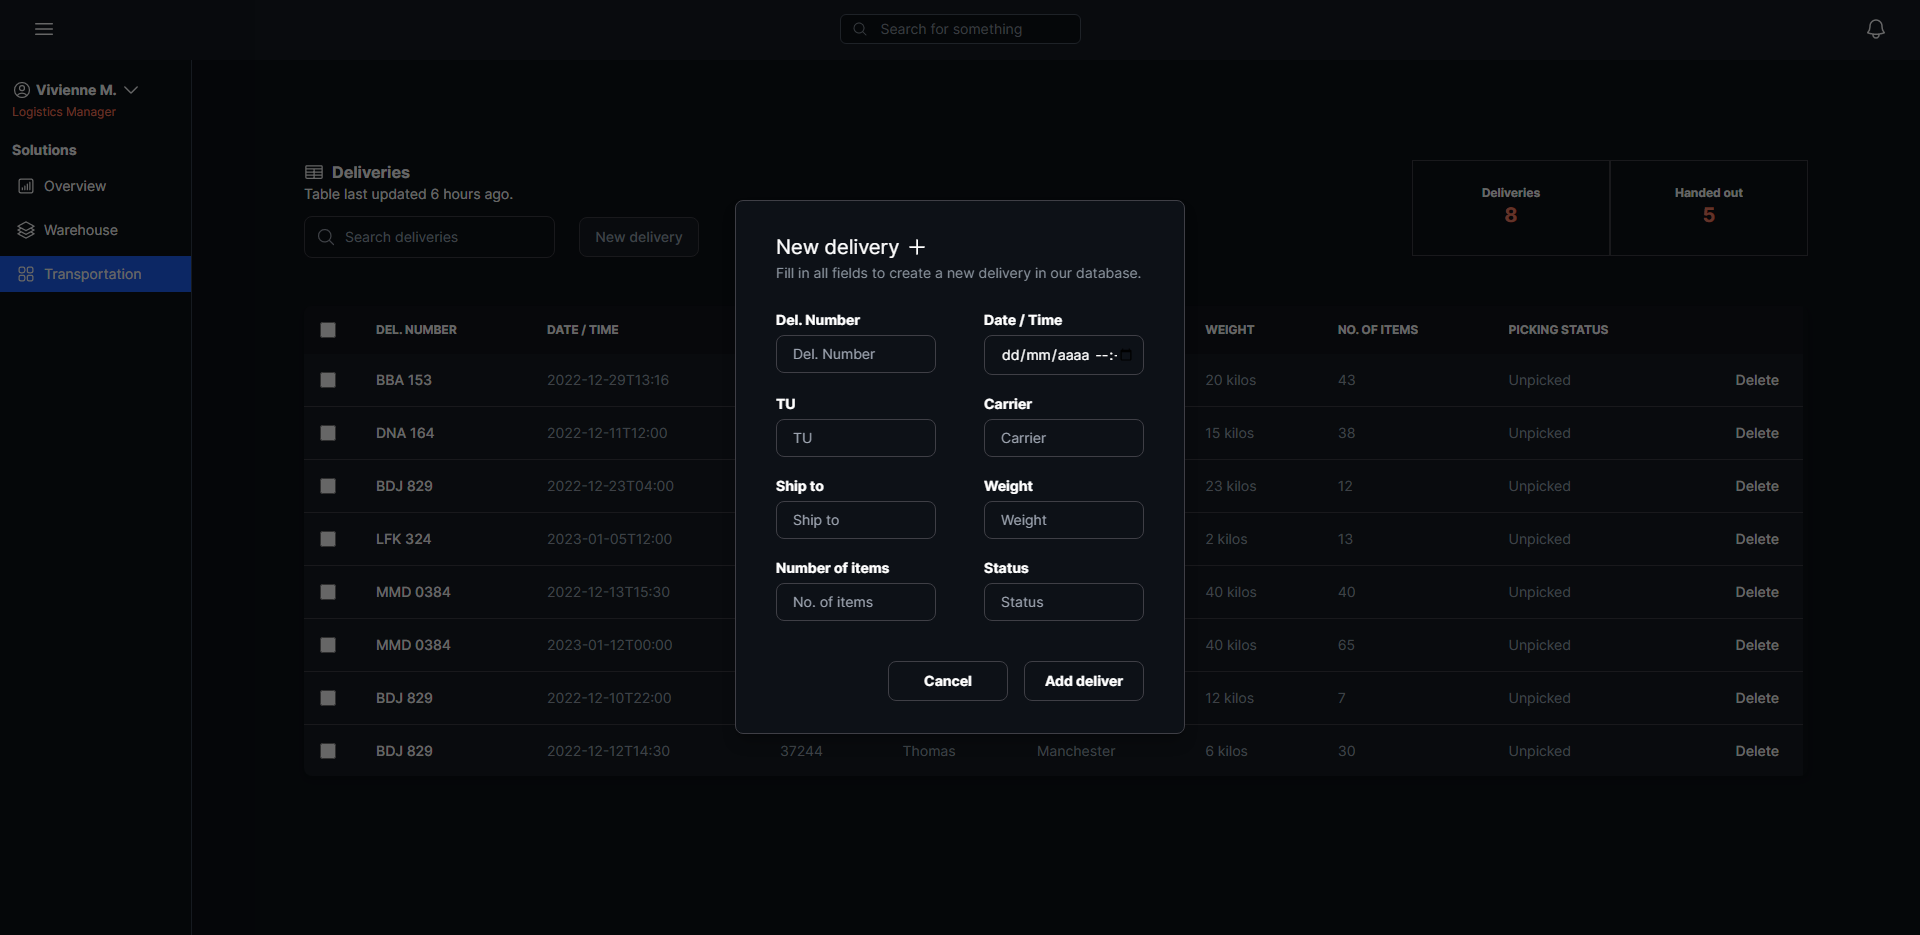 Search for something
Vivienne M.
Logistics Manager
Solutions
Overview
Warehouse
Transportation
Deliveries
Table last updated 6 hours ago.
Search deliveries
New delivery
Deliveries
8
Handed out
5
DEL. NUMBER DATE / TIME WEIGHT NO. OF ITEMS PICKING STATUS
BBA 153 2022-12-29T13:16 20 kilos 43 Unpicked Delete
DNA 164 2022-12-11T12:00 15 kilos 38 Unpicked Delete
BDJ 829 2022-12-23T04:00 23 kilos 12 Unpicked Delete
LFK 324 2023-01-05T12:00 2 kilos 13 Unpicked Delete
MMD 0384 2022-12-13T15:30 40 kilos 40 Unpicked Delete
MMD 0384 2023-01-12T00:00 40 kilos 65 Unpicked Delete
BDJ 829 2022-12-10T22:00 12 kilos 7 Unpicked Delete
BDJ 829 2022-12-12T14:30 37244 Thomas Manchester 6 kilos 30 Unpicked Delete
New delivery +
Fill in all fields to create a new delivery in our database.
Del. Number
Del. Number
Date / Time
dd/mm/aaaa --:-
TU
TU
Carrier
Carrier
Ship to
Ship to
Weight
Weight
Number of items
No. of items
Status
Status
Cancel
Add deliver